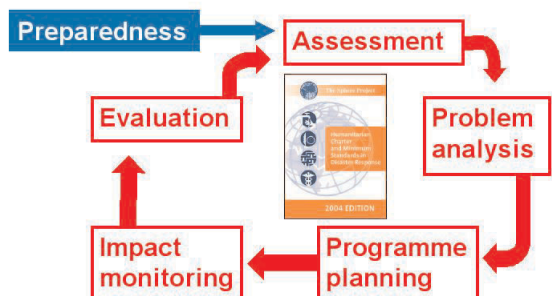 Preparedness
Assessment
Problem
analysis
Programme
planning
Impact
monitoring
Evaluation
The Sphere Project
Humanitarian
Charter
and Minimum
Standards in
Disaster Response
2004 EDITION